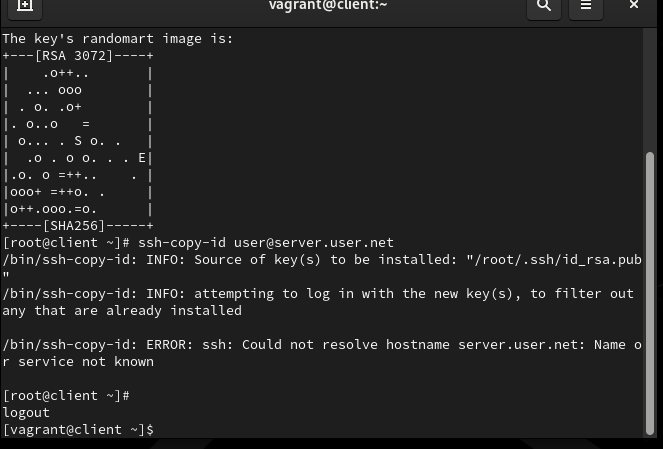 vagrant@client:~
The key's randomart image is:
+---[RSA 3072]----+
|    .o++..       |
|  ... ooo        |
| . o. .o+        |
|. o..o   =       |
| o... . S o. .   |
|  .o . o o. . . E|
|.o. o =++..    . |
|ooo+ =++o. .     |
|o++.ooo.=o.      |
+----[SHA256]-----+
[root@client ~]# ssh-copy-id user@server.user.net
/bin/ssh-copy-id: INFO: Source of key(s) to be installed: "/root/.ssh/id_rsa.pub
"
/bin/ssh-copy-id: INFO: attempting to log in with the new key(s), to filter out
any that are already installed
/bin/ssh-copy-id: ERROR: ssh: Could not resolve hostname server.user.net: Name o
r service not known
[root@client ~]#
logout
[vagrant@client ~]$